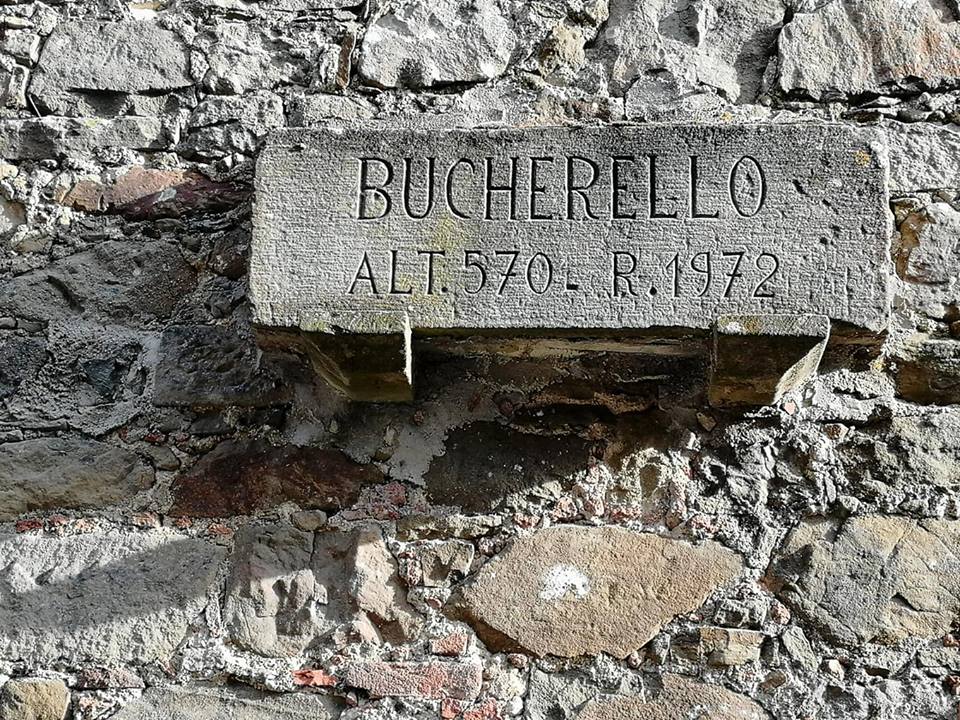 BUCHERELLO
ALT. 570 - R. 1972